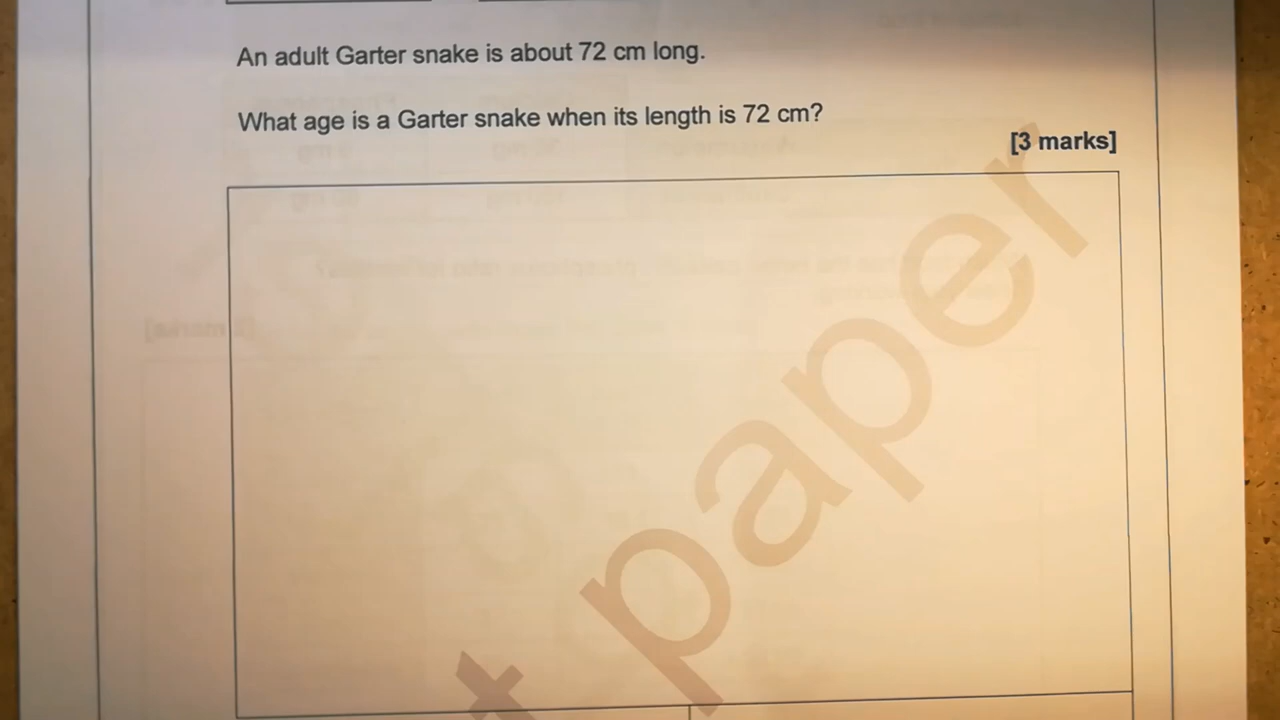 An adult Garter snake is about 72 cm long.
What age is a Garter snake when its length is 72 cm?
[3 marks]
t paper